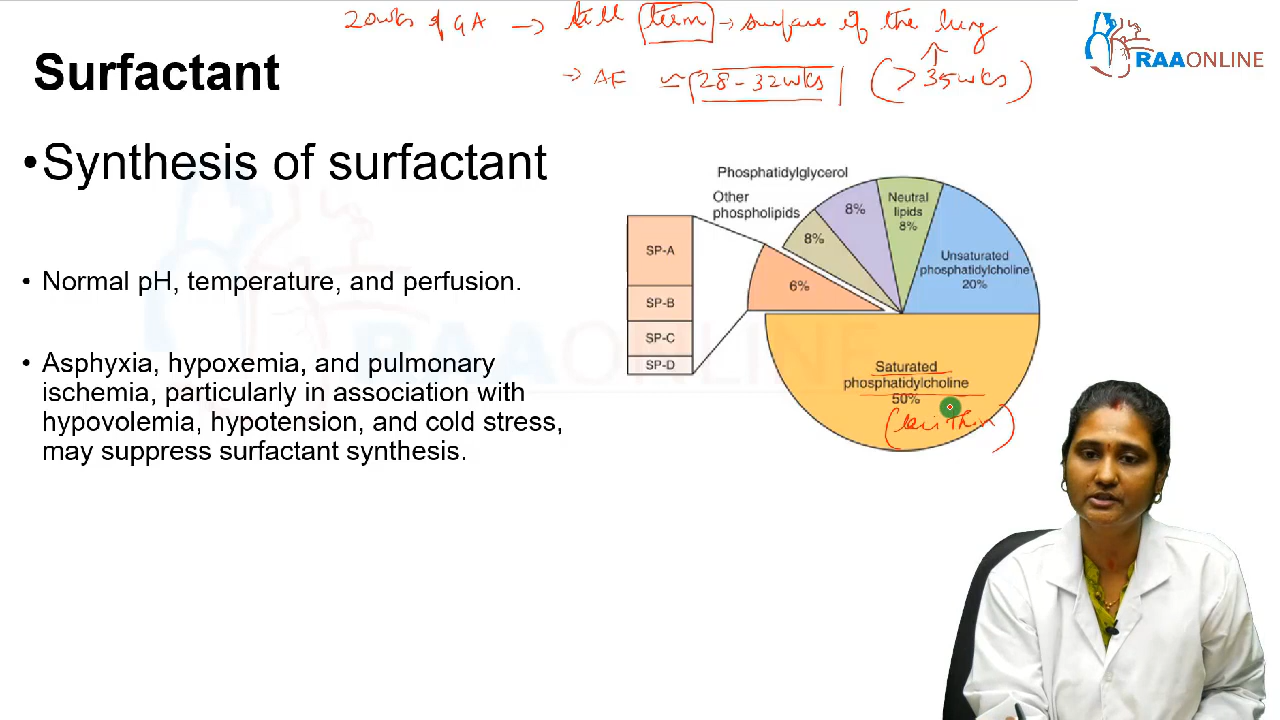 20wks of GA → till term → surface of the lung
→ AF ≃ 28-32wks (>35wks)
RAAONLINE
Surfactant
•Synthesis of surfactant
• Normal pH, temperature, and perfusion.
• Asphyxia, hypoxemia, and pulmonary
ischemia, particularly in association with
hypovolemia, hypotension, and cold stress,
may suppress surfactant synthesis.
Phosphatidylglycerol
Other
phospholipids
8%
8%
Neutral
lipids
8%
Unsaturated
phosphatidylcholine
20%
SP-A
SP-B
SP-C
SP-D
6%
Saturated
phosphatidylcholine
50%
RAAONLINE